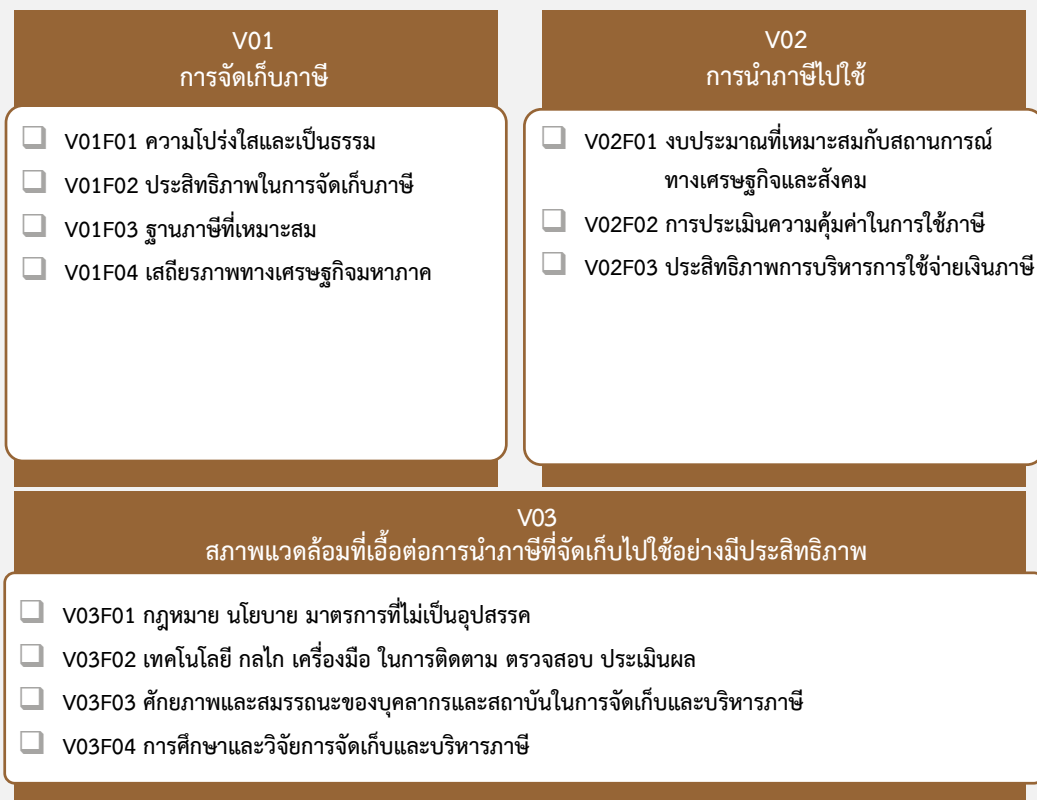 V01
การจัดเก็บภาษี
V01F01 ความโปร่งใสและเป็นธรรม
V01F02 ประสิทธิภาพในการจัดเก็บภาษี
V01F03 ฐานภาษีที่เหมาะสม
V01F04 เสถียรภาพทางเศรษฐกิจมหาภาค
V02
การนำภาษีไปใช้
V02F01 งบประมาณที่เหมาะสมกับสถานการณ์
ทางเศรษฐกิจและสังคม
V02F02 การประเมินความคุ้มค่าในการใช้ภาษี
V02F03 ประสิทธิภาพการบริหารการใช้จ่ายเงินภาษี
V03
สภาพแวดล้อมที่เอื้อต่อการนำภาษีที่จัดเก็บไปใช้อย่างมีประสิทธิภาพ
V03F01 กฎหมาย นโยบาย มาตรการที่ไม่เป็นอุปสรรค
V03F02 เทคโนโลยี กลไก เครื่องมือ ในการติดตาม ตรวจสอบ ประเมินผล
V03F03 ศักยภาพและสมรรถนะของบุคลากรและสถาบันในการจัดเก็บและบริหารภาษี
V03F04 การศึกษาและวิจัยการจัดเก็บและบริหารภาษี